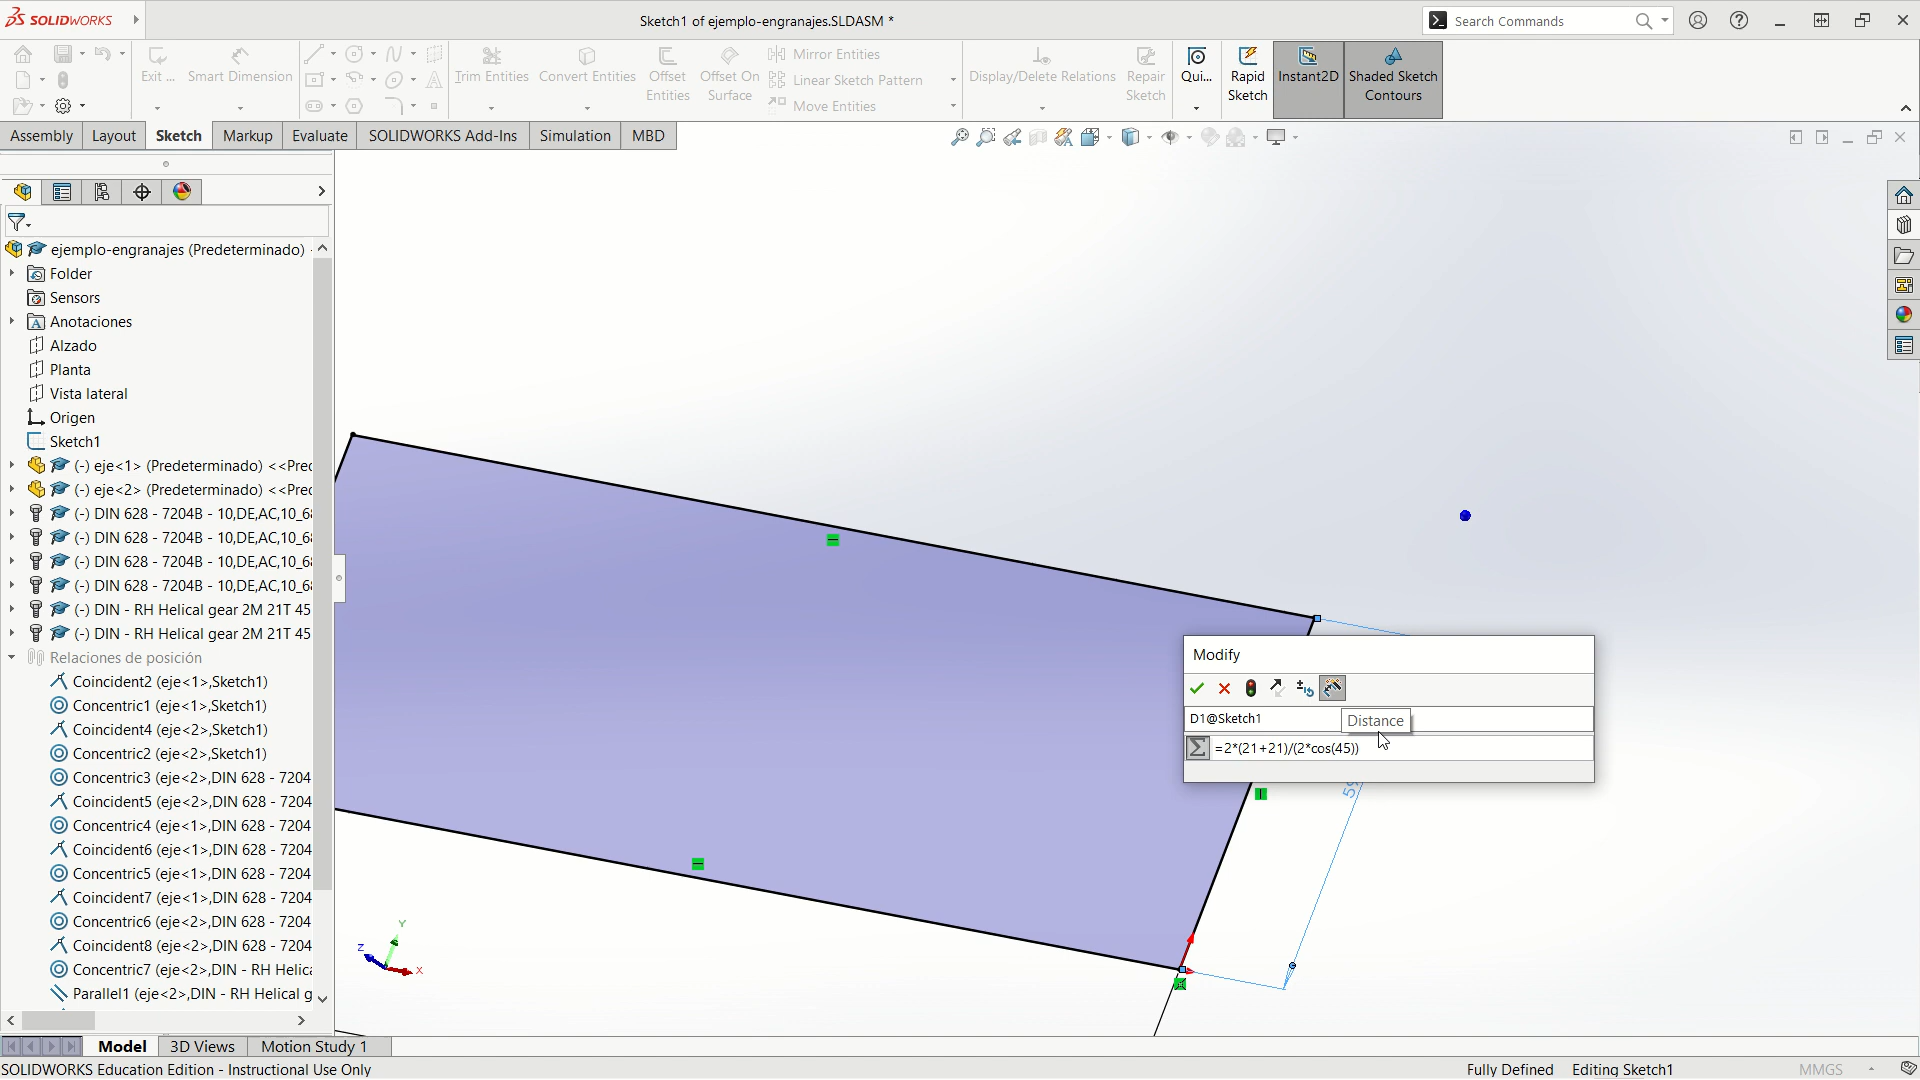 SOLIDWORKS
Sketch1 of ejemplo-engranajes.SLDASM *
Search Commands
Exit ...
Smart Dimension
Trim Entities
Convert Entities
Offset Entities
Offset On Surface
Mirror Entities
Linear Sketch Pattern
Move Entities
Display/Delete Relations
Repair Sketch
Qui...
Rapid Sketch
Instant2D
Shaded Sketch Contours
Assembly
Layout
Sketch
Markup
Evaluate
SOLIDWORKS Add-Ins
Simulation
MBD
ejemplo-engranajes (Predeterminado)
Folder
Sensors
Anotaciones
Alzado
Planta
Vista lateral
Origen
Sketch1
(-) eje<1> (Predeterminado) <<Pre
(-) eje<2> (Predeterminado) <<Pre
(-) DIN 628 - 7204B - 10,DE,AC,10_6
(-) DIN 628 - 7204B - 10,DE,AC,10_6
(-) DIN 628 - 7204B - 10,DE,AC,10_6
(-) DIN 628 - 7204B - 10,DE,AC,10_6
(-) DIN - RH Helical gear 2M 21T 45
(-) DIN - RH Helical gear 2M 21T 45
Relaciones de posición
Coincident2 (eje<1>,Sketch1)
Concentric1 (eje<1>,Sketch1)
Coincident4 (eje<2>,Sketch1)
Concentric2 (eje<2>,Sketch1)
Concentric3 (eje<2>,DIN 628 - 7204
Coincident5 (eje<2>,DIN 628 - 7204
Concentric4 (eje<1>,DIN 628 - 7204
Coincident6 (eje<1>,DIN 628 - 7204
Concentric5 (eje<1>,DIN 628 - 7204
Coincident7 (eje<1>,DIN 628 - 7204
Concentric6 (eje<2>,DIN 628 - 7204
Coincident8 (eje<2>,DIN 628 - 7204
Concentric7 (eje<2>,DIN - RH Helic
Parallel1 (eje<2>,DIN - RH Helical g
Modify
D1@Sketch1
Distance
=2*(21+21)/(2*cos(45))
Y
Z
X
Model
3D Views
Motion Study 1
SOLIDWORKS Education Edition - Instructional Use Only
Fully Defined
Editing Sketch1
MMGS